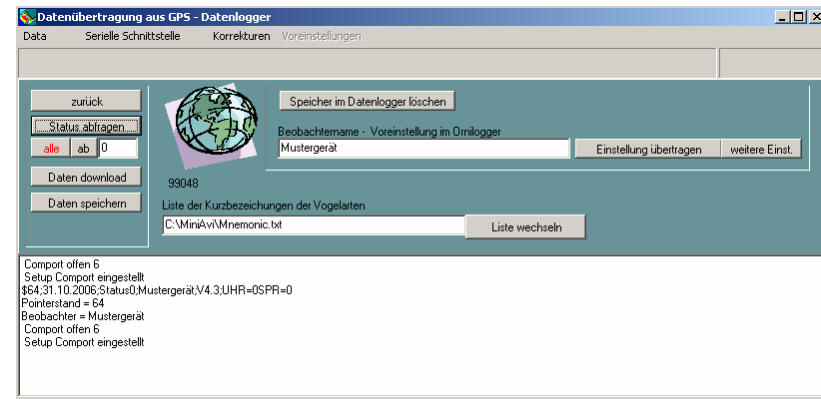 Datenübertragung aus GPS - Datenlogger
Data Serielle Schnittstelle Korrekturen Voreinstellungen
zurück
Speicher im Datenlogger löschen
Status abfragen
Beobachtername - Voreinstellung im Ornilogger
alle ab 0
Mustergerät Einstellung übertragen weitere Einst.
Daten download
99048
Daten speichern
Liste der Kurzbezeichungen der Vogelarten
C:\MiniAvi\Mnemonic.txt Liste wechseln
Comport offen 6
Setup Comport eingestellt
$64;31.10.2006;Status0;Mustergerät;V4.3;UHR=0SPR=0
Pointerstand = 64
Beobachter = Mustergerät
Comport offen 6
Setup Comport eingestellt